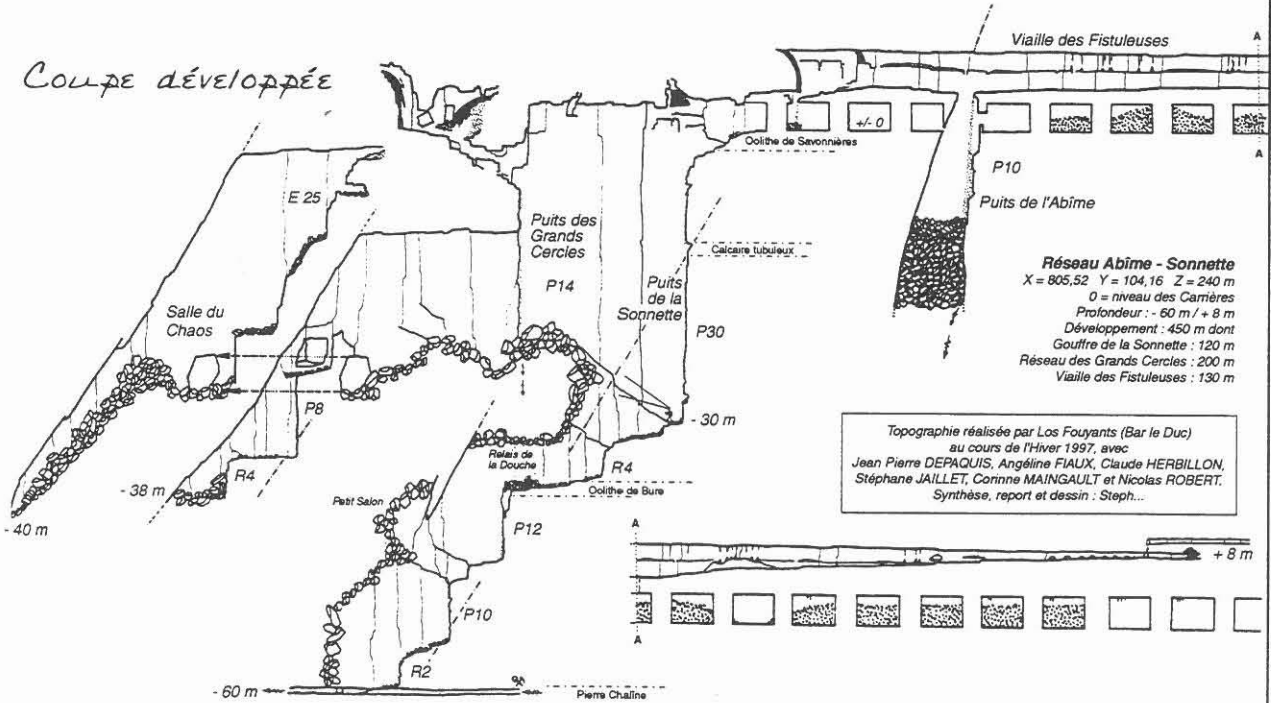 Coupe développée
Viaille des Fistuleuses
A
+/- 0
Oolithe de Savonnières
A
P10
Puits de l'Abîme
E 25
Puits des
Grands
Cercles
P14
Calcaire tubuleux
Puits
de la
Sonnette
P30
Salle du
Chaos
Réseau Abîme - Sonnette
X = 805,52 Y = 104,16 Z = 240 m
0 = niveau des Carrières
Profondeur : - 60 m / + 8 m
Développement : 450 m dont
Gouffre de la Sonnette : 120 m
Réseau des Grands Cercles : 200 m
Viaille des Fistuleuses : 130 m
P8
- 30 m
Topographie réalisée par Los Fouyants (Bar le Duc)
au cours de l'Hiver 1997, avec
Jean Pierre DEPAQUIS, Angéline FIAUX, Claude HERBILLON,
Stéphane JAILLET, Corinne MAINGAULT et Nicolas ROBERT.
Synthèse, report et dessin : Steph...
Relais de
la Douche
R4
R4
- 38 m
Oolithe de Bure
Petit Salon
- 40 m
P12
A
+ 8 m
P10
A
R2
- 60 m
Pierre Chaline